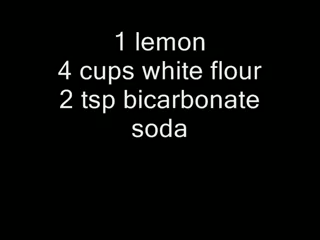 1 lemon
4 cups white flour
2 tsp bicarbonate
soda